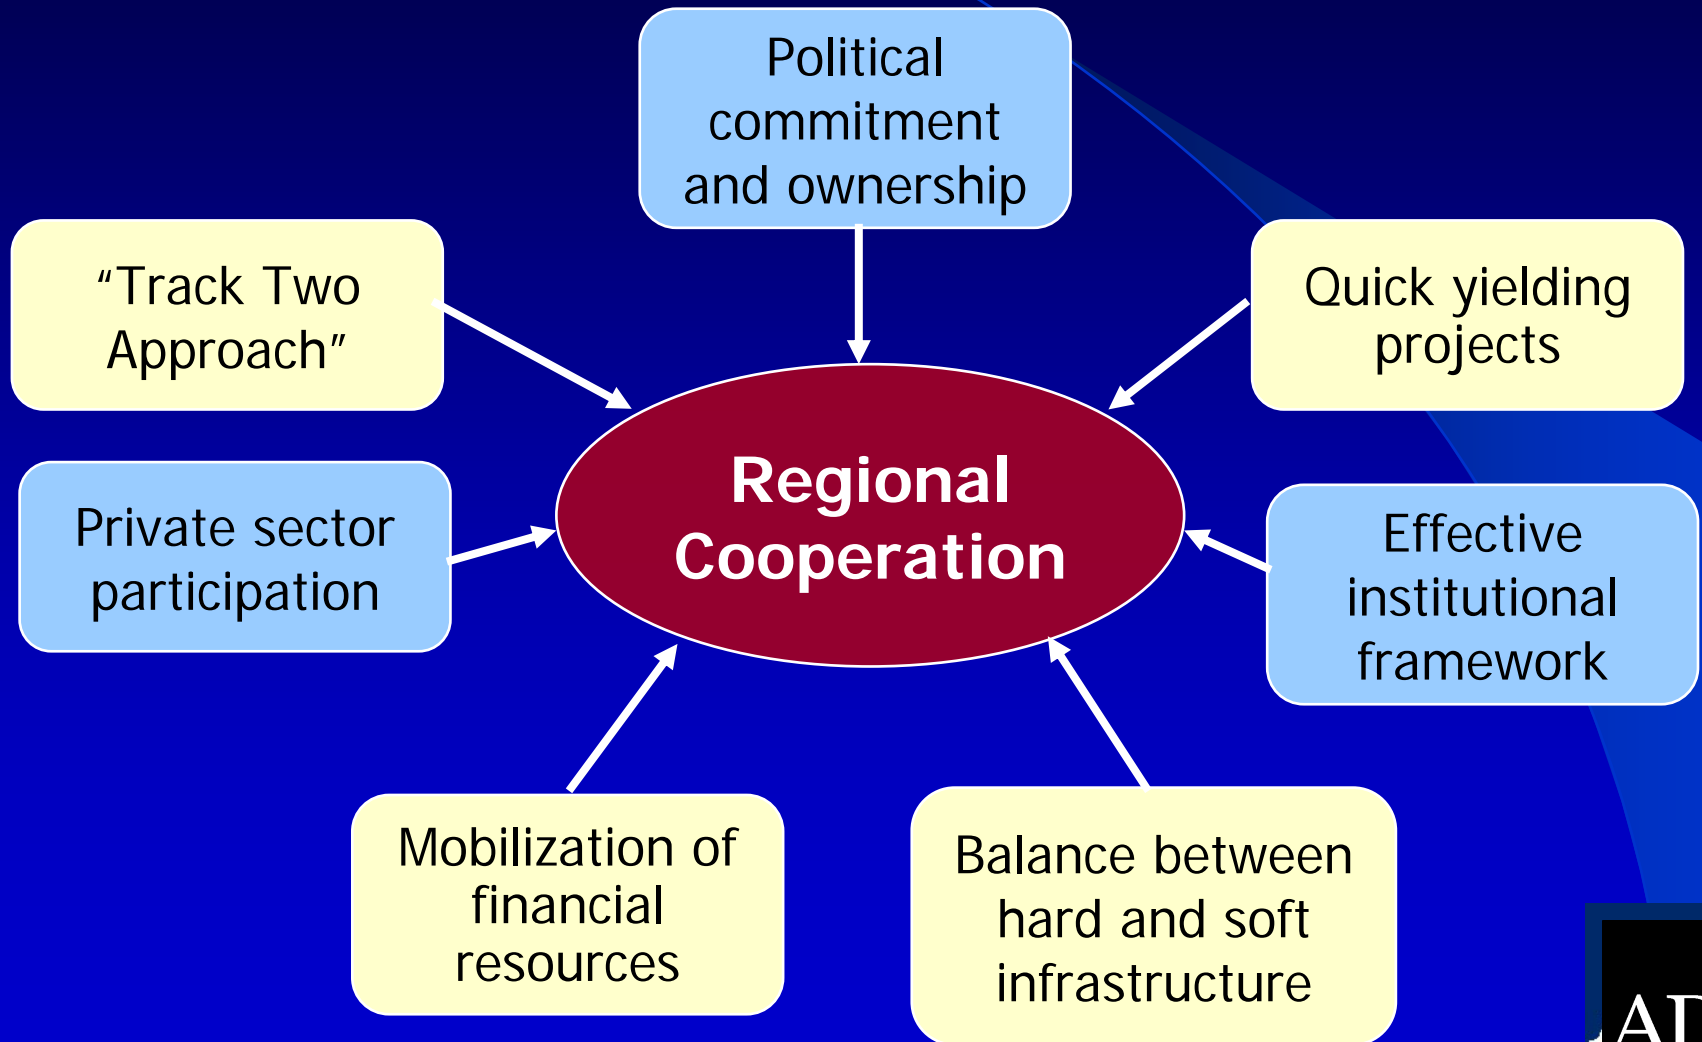 Political
commitment
and ownership
“Track Two
Approach”
Quick yielding
projects
Regional
Cooperation
Private sector
participation
Effective
institutional
framework
Mobilization of
financial
resources
Balance between
hard and soft
infrastructure